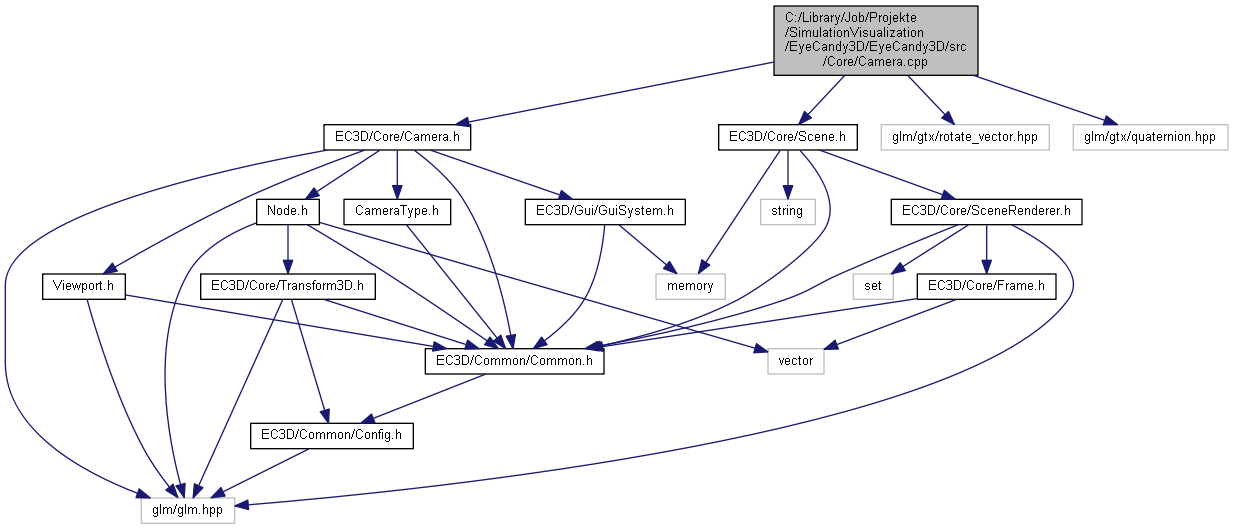 C:/Library/Job/Projekte
/SimulationVisualization
/EyeCandy3D/EyeCandy3D/src
/Core/Camera.cpp
EC3D/Core/Camera.h
EC3D/Core/Scene.h
glm/gtx/rotate_vector.hpp
glm/gtx/quaternion.hpp
Node.h
CameraType.h
EC3D/Gui/GuiSystem.h
string
EC3D/Core/SceneRenderer.h
Viewport.h
EC3D/Core/Transform3D.h
memory
set
EC3D/Core/Frame.h
EC3D/Common/Common.h
vector
EC3D/Common/Config.h
glm/glm.hpp